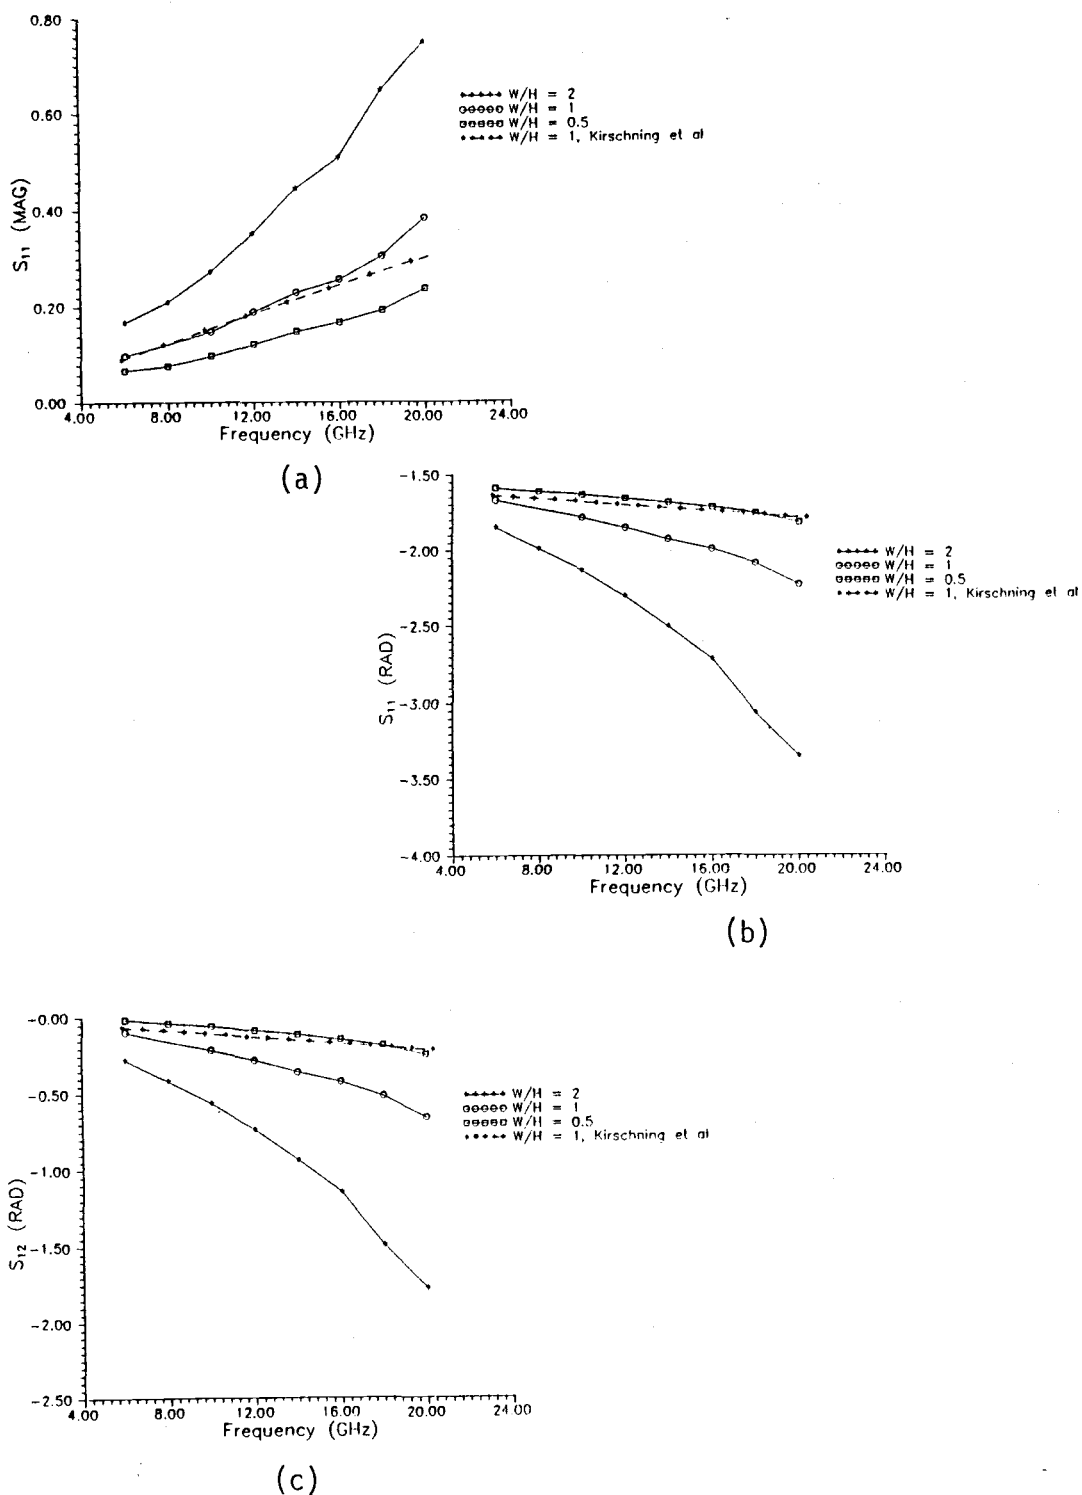 0.80
0.60
0.40
0.20
0.00
S11 (MAG)
4.00 8.00 12.00 16.00 20.00 24.00
Frequency (GHz)
W/H = 2
W/H = 1
W/H = 0.5
W/H = 1, Kirschning et al
(a)
-1.50
-2.00
-2.50
-3.00
-3.50
-4.00
S11 (RAD)
4.00 8.00 12.00 16.00 20.00 24.00
Frequency (GHz)
W/H = 2
W/H = 1
W/H = 0.5
W/H = 1, Kirschning et al
(b)
-0.00
-0.50
-1.00
-1.50
-2.00
-2.50
S12 (RAD)
4.00 8.00 12.00 16.00 20.00 24.00
Frequency (GHz)
W/H = 2
W/H = 1
W/H = 0.5
W/H = 1, Kirschning et al
(c)